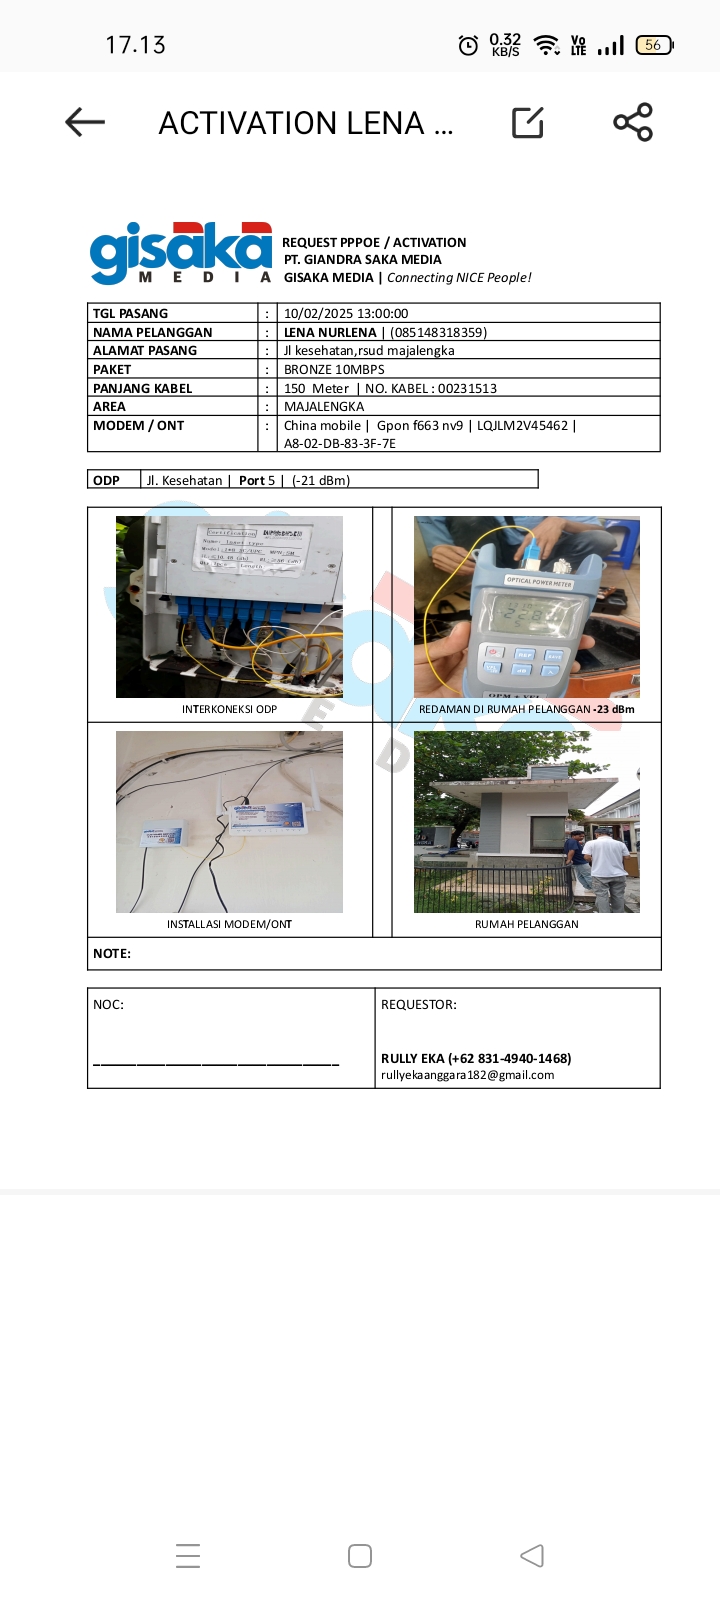 17.13
0.32
KB/S
Vo
LTE
56
ACTIVATION LENA ...
gisaka
MEDIA
REQUEST PPPOE / ACTIVATION
PT. GIANDRA SAKA MEDIA
GISAKA MEDIA | Connecting NICE People!
TGL PASANG : 10/02/2025 13:00:00
NAMA PELANGGAN : LENA NURLENA | (085148318359)
ALAMAT PASANG : Jl kesehatan,rsud majalengka
PAKET : BRONZE 10MBPS
PANJANG KABEL : 150 Meter | NO. KABEL : 00231513
AREA : MAJALENGKA
MODEM / ONT : China mobile | Gpon f663 nv9 | LQJLM2V45462 |
A8-02-DB-83-3F-7E
ODP Jl. Kesehatan | Port 5 | (-21 dBm)
Certification
OPTICAL POWER METER
REF
dB
INTERKONEKSI ODP
REDAMAN DI RUMAH PELANGGAN -23 dBm
INSTALLASI MODEM/ONT
RUMAH PELANGGAN
NOTE:
NOC:
REQUESTOR:
RULLY EKA (+62 831-4940-1468)
rullyekaanggara182@gmail.com